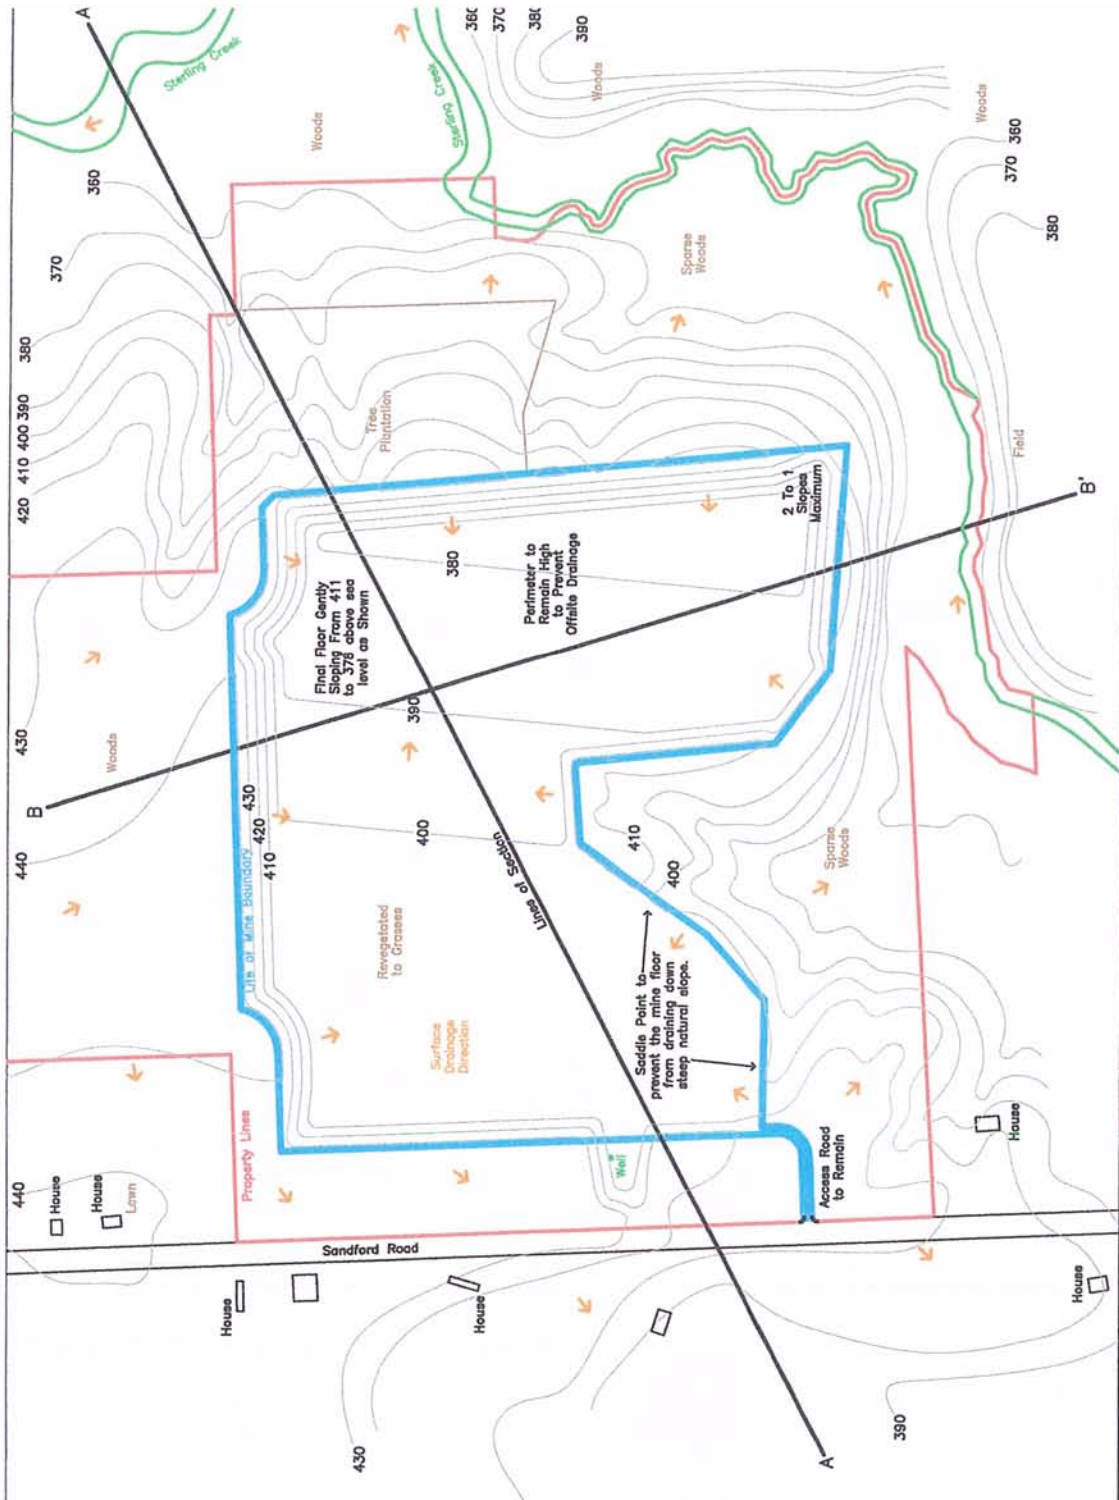 A
Sterling Creek
Sterling Creek
360
370
380
390
Woods
Woods
Woods
360
370
380
360
370
380
390
400
410
420
Sparse
Woods
Tree
Plantation
Field
B'
2 To 1
Slopes
Maximum
380
Perimeter to
Remain High
to Prevent
Offsite Drainage
Final Floor Gently
Sloping From 411
to 378 above sea
level as Shown
390
430
Woods
B
440
430
420
410
400
Life of Mine Boundary
Lines of Section
410
400
Sparse
Woods
Revegetated
to Grasses
Surface
Drainage
Direction
Saddle Point to
prevent the mine floor
from draining down
steep natural slope.
Property Lines
Well
Access Road
to Remain
House
440
House
House
Lawn
Sandford Road
House
House
House
430
390
A'